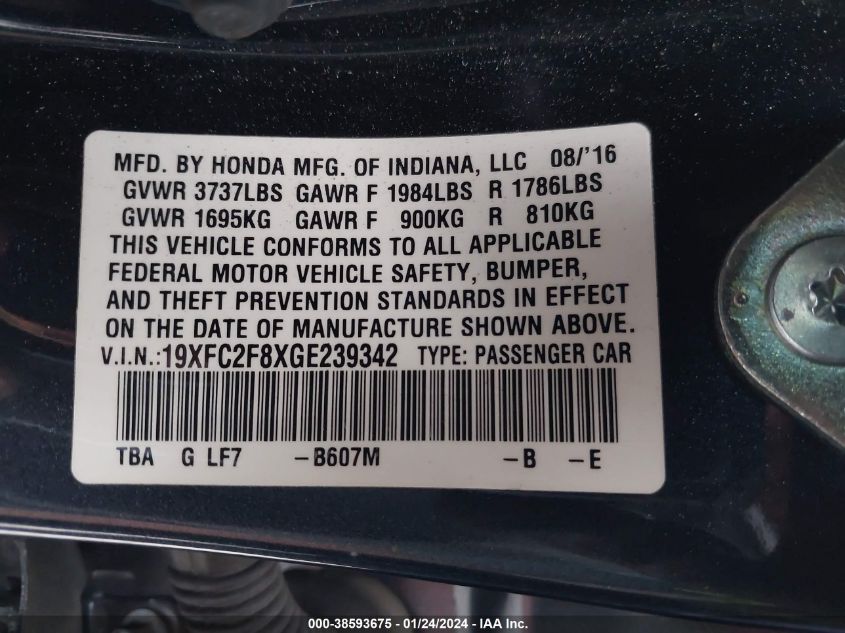 MFD. BY HONDA MFG. OF INDIANA, LLC 08/'16
GVWR 3737LBS GAWR F 1984LBS R 1786LBS
GVWR 1695KG GAWR F 900KG R 810KG
THIS VEHICLE CONFORMS TO ALL APPLICABLE
FEDERAL MOTOR VEHICLE SAFETY, BUMPER,
AND THEFT PREVENTION STANDARDS IN EFFECT
ON THE DATE OF MANUFACTURE SHOWN ABOVE.
V.I.N.:19XFC2F8XGE239342 TYPE: PASSENGER CAR
TBA G LF7 -B607M -B -E
000-38593675 / 01/24/2024 - IAA Inc.